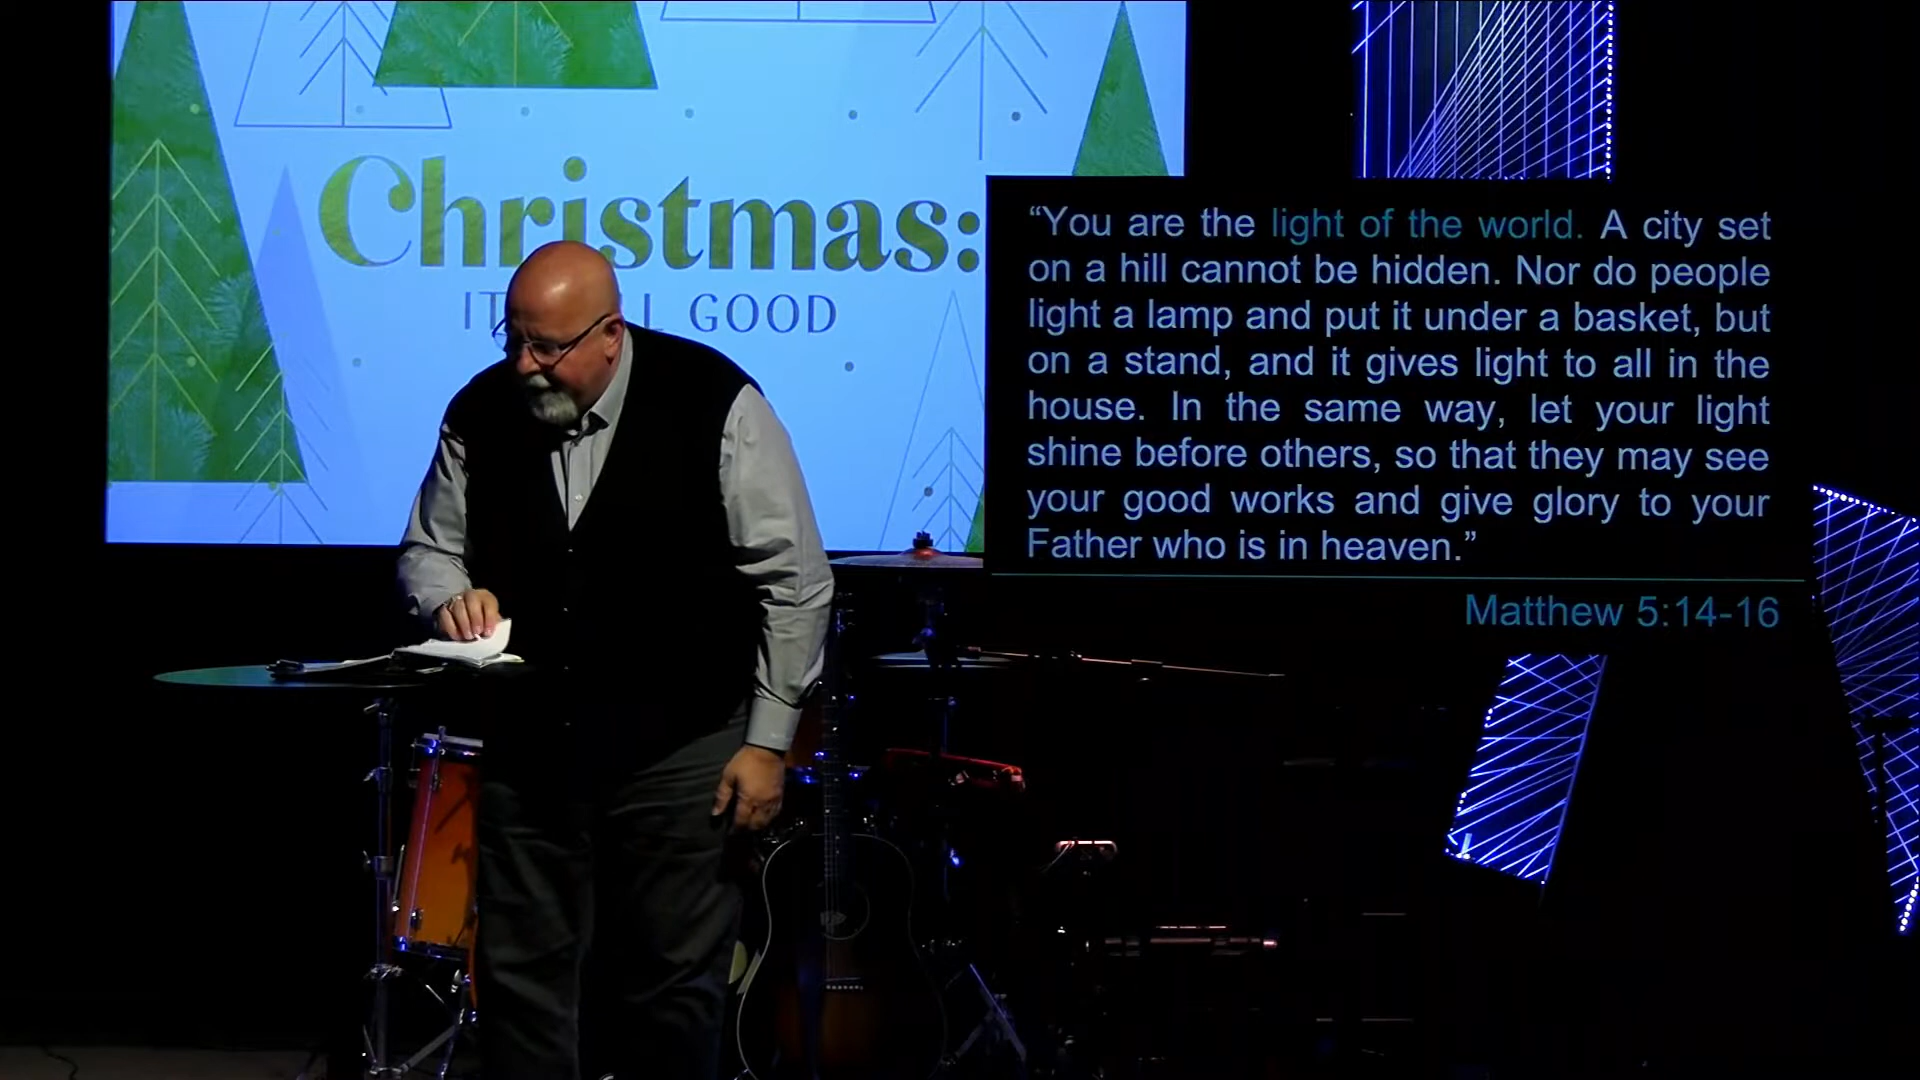 Christmas:
IT L GOOD
“You are the light of the world. A city set
on a hill cannot be hidden. Nor do people
light a lamp and put it under a basket, but
on a stand, and it gives light to all in the
house. In the same way, let your light
shine before others, so that they may see
your good works and give glory to your
Father who is in heaven.”
Matthew 5:14-16